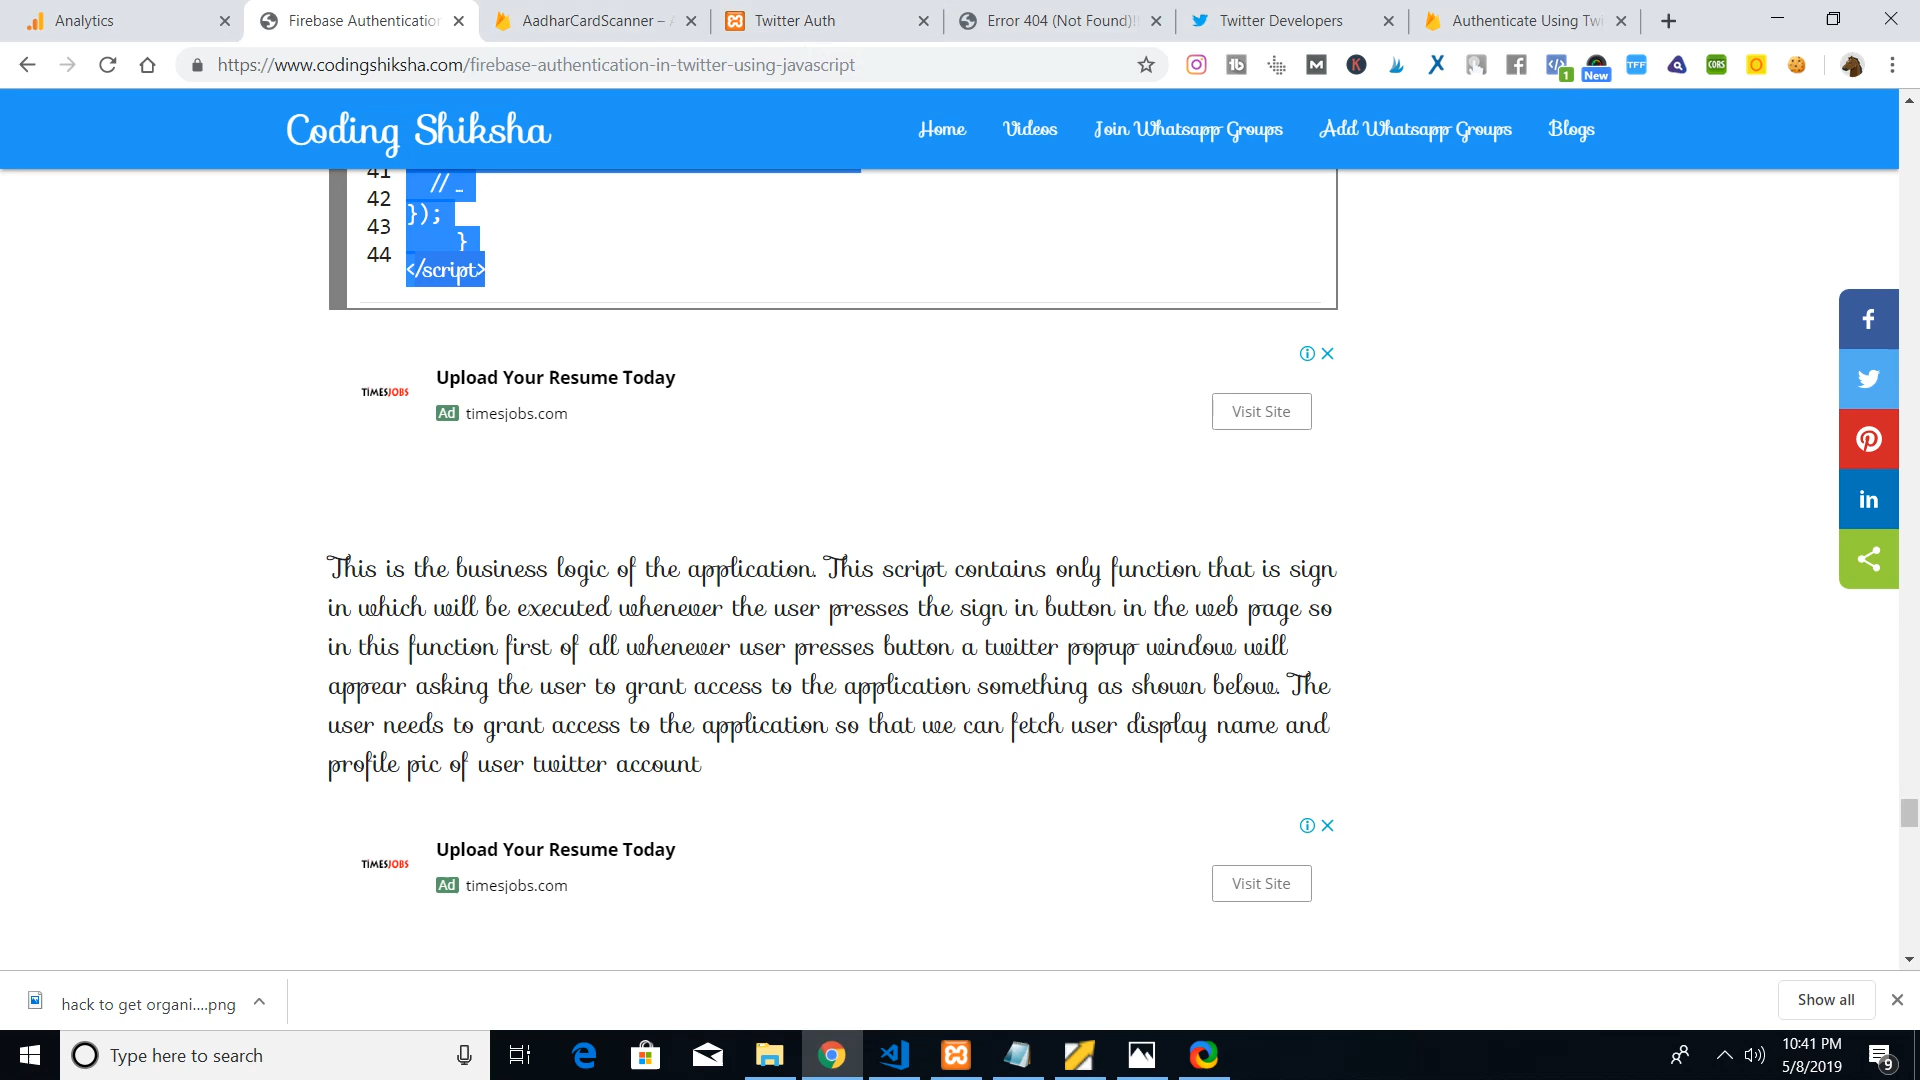 Analytics
Firebase Authentication
AadharCardScanner – A
Twitter Auth
Error 404 (Not Found)!!
Twitter Developers
Authenticate Using Twi
https://www.codingshiksha.com/firebase-authentication-in-twitter-using-javascript
1
New
TFF
CORS
Coding Shiksha
Home
Videos
Join Whatsapp Groups
Add Whatsapp Groups
Blogs
41
// …
42
});
43
}
44
</script>
TIMESJOBS
Upload Your Resume Today
Ad timesjobs.com
Visit Site
This is the business logic of the application. This script contains only function that is sign
in which will be executed whenever the user presses the sign in button in the web page so
in this function first of all whenever user presses button a twitter popup window will
appear asking the user to grant access to the application something as shown below. The
user needs to grant access to the application so that we can fetch user display name and
profile pic of user twitter account
TIMESJOBS
Upload Your Resume Today
Ad timesjobs.com
Visit Site
hack to get organi....png
Show all
Type here to search
10:41 PM
5/8/2019
9